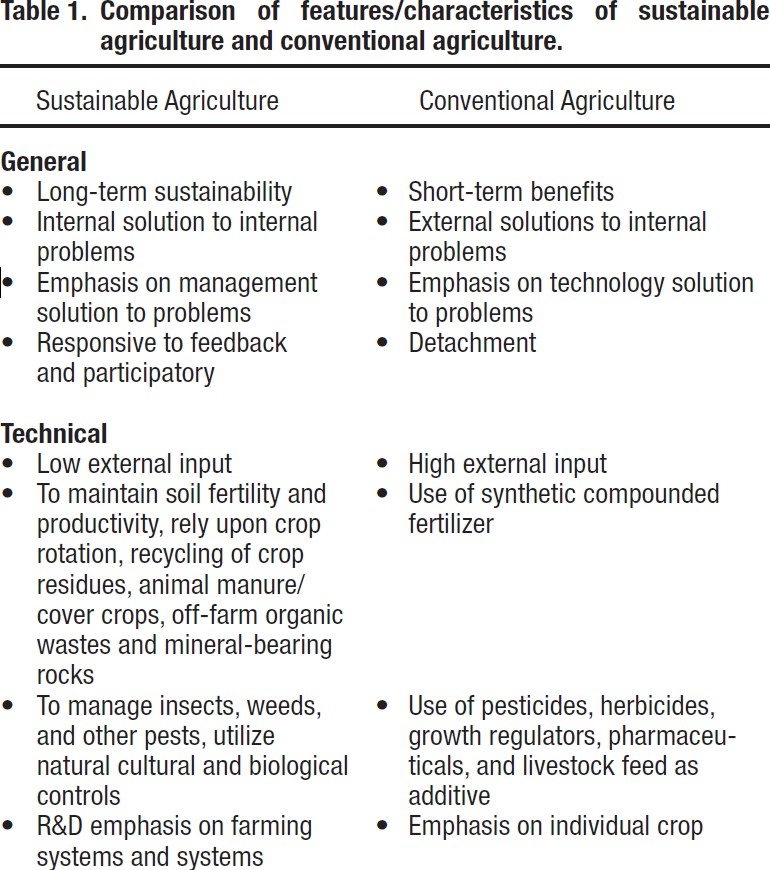 Table 1. Comparison of features/characteristics of sustainable
agriculture and conventional agriculture.
Sustainable Agriculture Conventional Agriculture
General
• Long-term sustainability • Short-term benefits
• Internal solution to internal • External solutions to internal
problems problems
• Emphasis on management • Emphasis on technology solution
solution to problems to problems
• Responsive to feedback • Detachment
and participatory
Technical
• Low external input • High external input
• To maintain soil fertility and • Use of synthetic compounded
productivity, rely upon crop fertilizer
rotation, recycling of crop
residues, animal manure/
cover crops, off-farm organic
wastes and mineral-bearing
rocks
• To manage insects, weeds, • Use of pesticides, herbicides,
and other pests, utilize growth regulators, pharmaceu-
natural cultural and biological ticals, and livestock feed as
controls additive
• R&D emphasis on farming • Emphasis on individual crop
systems and systems